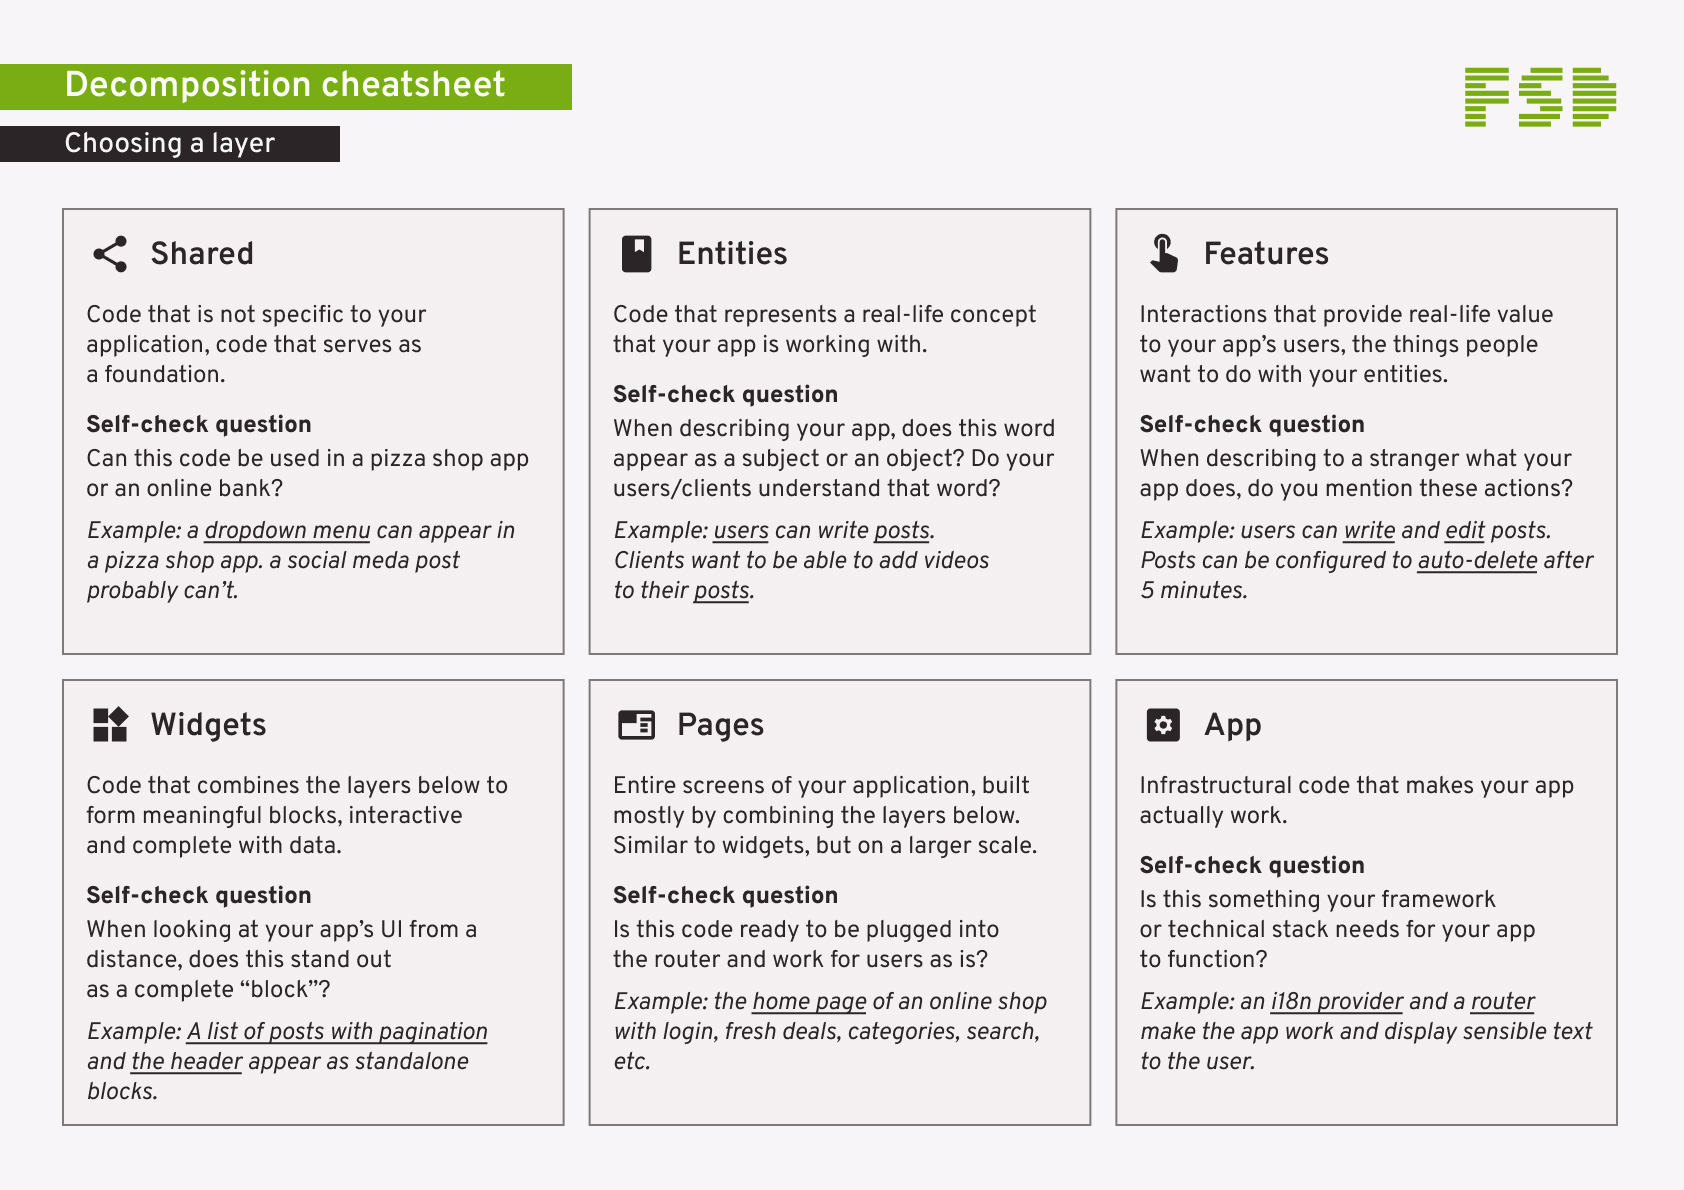 Decomposition cheatsheet
FSD
Choosing a layer
Shared
Code that is not specific to your
application, code that serves as
a foundation.
Self-check question
Can this code be used in a pizza shop app
or an online bank?
Example: a dropdown menu can appear in
a pizza shop app. a social meda post
probably can’t.
Entities
Code that represents a real-life concept
that your app is working with.
Self-check question
When describing your app, does this word
appear as a subject or an object? Do your
users/clients understand that word?
Example: users can write posts.
Clients want to be able to add videos
to their posts.
Features
Interactions that provide real-life value
to your app’s users, the things people
want to do with your entities.
Self-check question
When describing to a stranger what your
app does, do you mention these actions?
Example: users can write and edit posts.
Posts can be configured to auto-delete after
5 minutes.
Widgets
Code that combines the layers below to
form meaningful blocks, interactive
and complete with data.
Self-check question
When looking at your app’s UI from a
distance, does this stand out
as a complete “block”?
Example: A list of posts with pagination
and the header appear as standalone
blocks.
Pages
Entire screens of your application, built
mostly by combining the layers below.
Similar to widgets, but on a larger scale.
Self-check question
Is this code ready to be plugged into
the router and work for users as is?
Example: the home page of an online shop
with login, fresh deals, categories, search,
etc.
App
Infrastructural code that makes your app
actually work.
Self-check question
Is this something your framework
or technical stack needs for your app
to function?
Example: an i18n provider and a router
make the app work and display sensible text
to the user.